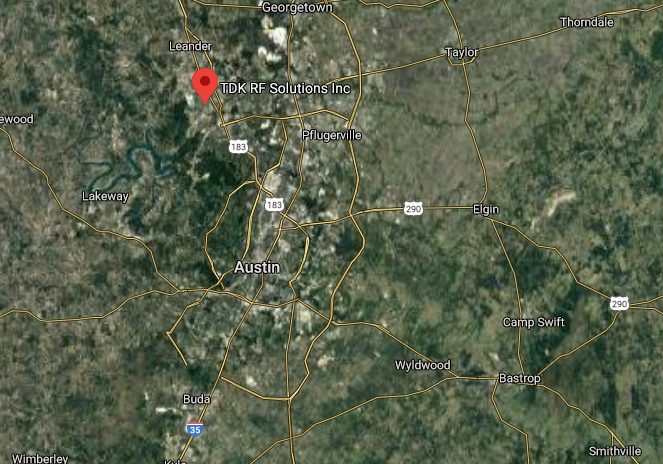 Georgetown
Thorndale
Leander
Taylor
TDK RF Solutions Inc
ewood
Pflugerville
183
Lakeway
183
290
Elgin
Austin
290
Camp Swift
Wyldwood
Bastrop
Buda
35
Smithville
Wimberley
Kyle